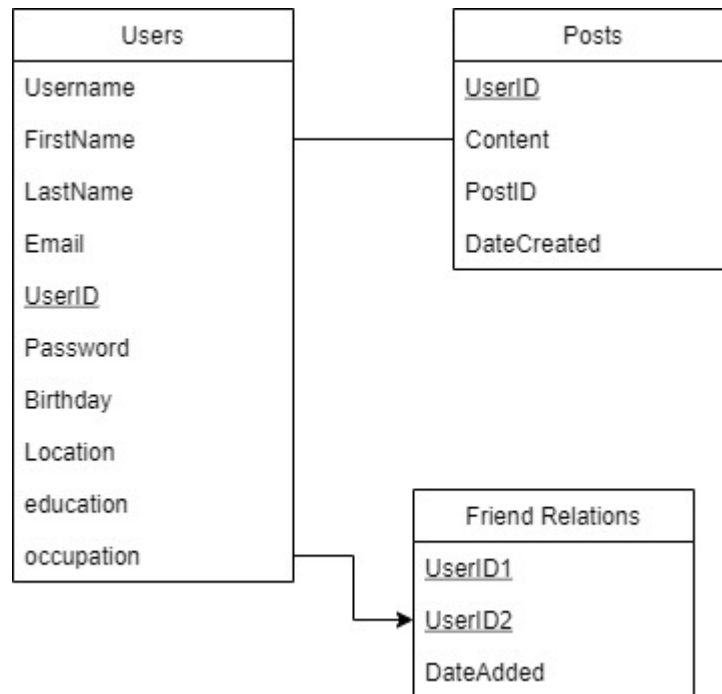 Users
Username
FirstName
LastName
Email
UserID
Password
Birthday
Location
education
occupation
Posts
UserID
Content
PostID
DateCreated
Friend Relations
UserID1
UserID2
DateAdded